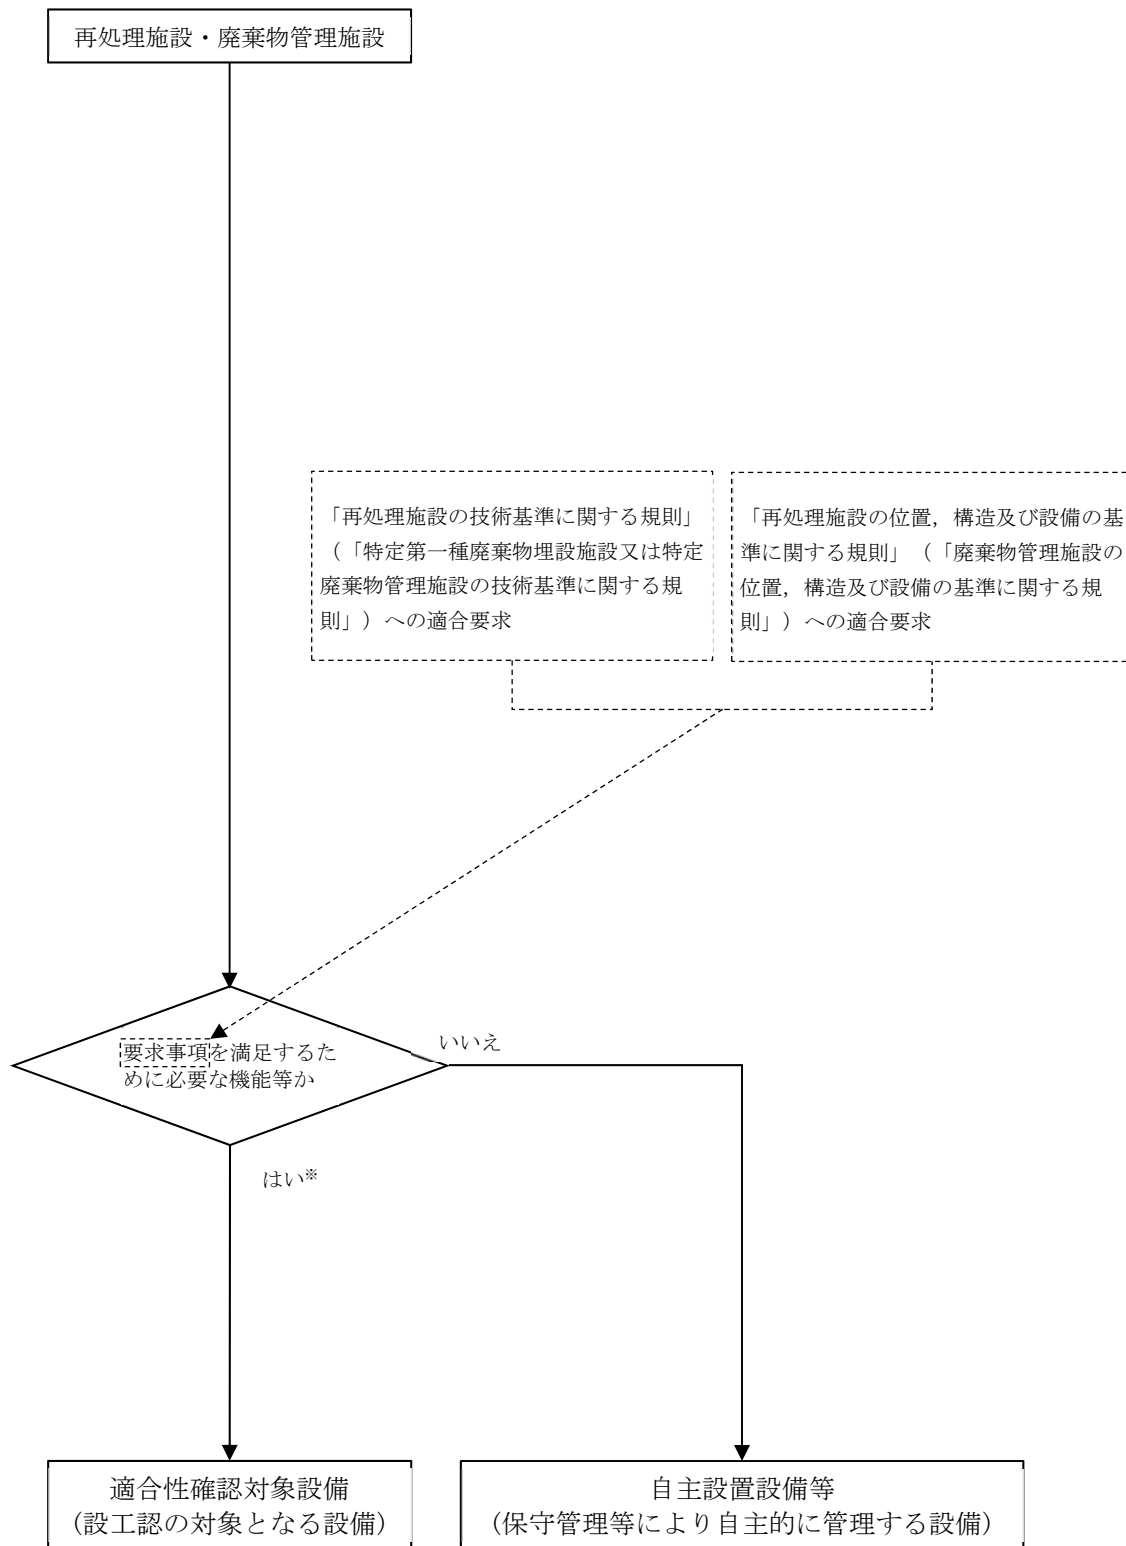 再処理施設・廃棄物管理施設
「再処理施設の技術基準に関する規則」
（「特定第一種廃棄物埋設施設又は特定
廃棄物管理施設の技術基準に関する規
則」）への適合要求
「再処理施設の位置，構造及び設備の基
準に関する規則」（「廃棄物管理施設の
位置，構造及び設備の基準に関する規
則」）への適合要求
要求事項を満足するた
めに必要な機能等か
いいえ
はい※
適合性確認対象設備
（設工認の対象となる設備）
自主設置設備等
（保守管理等により自主的に管理する設備）